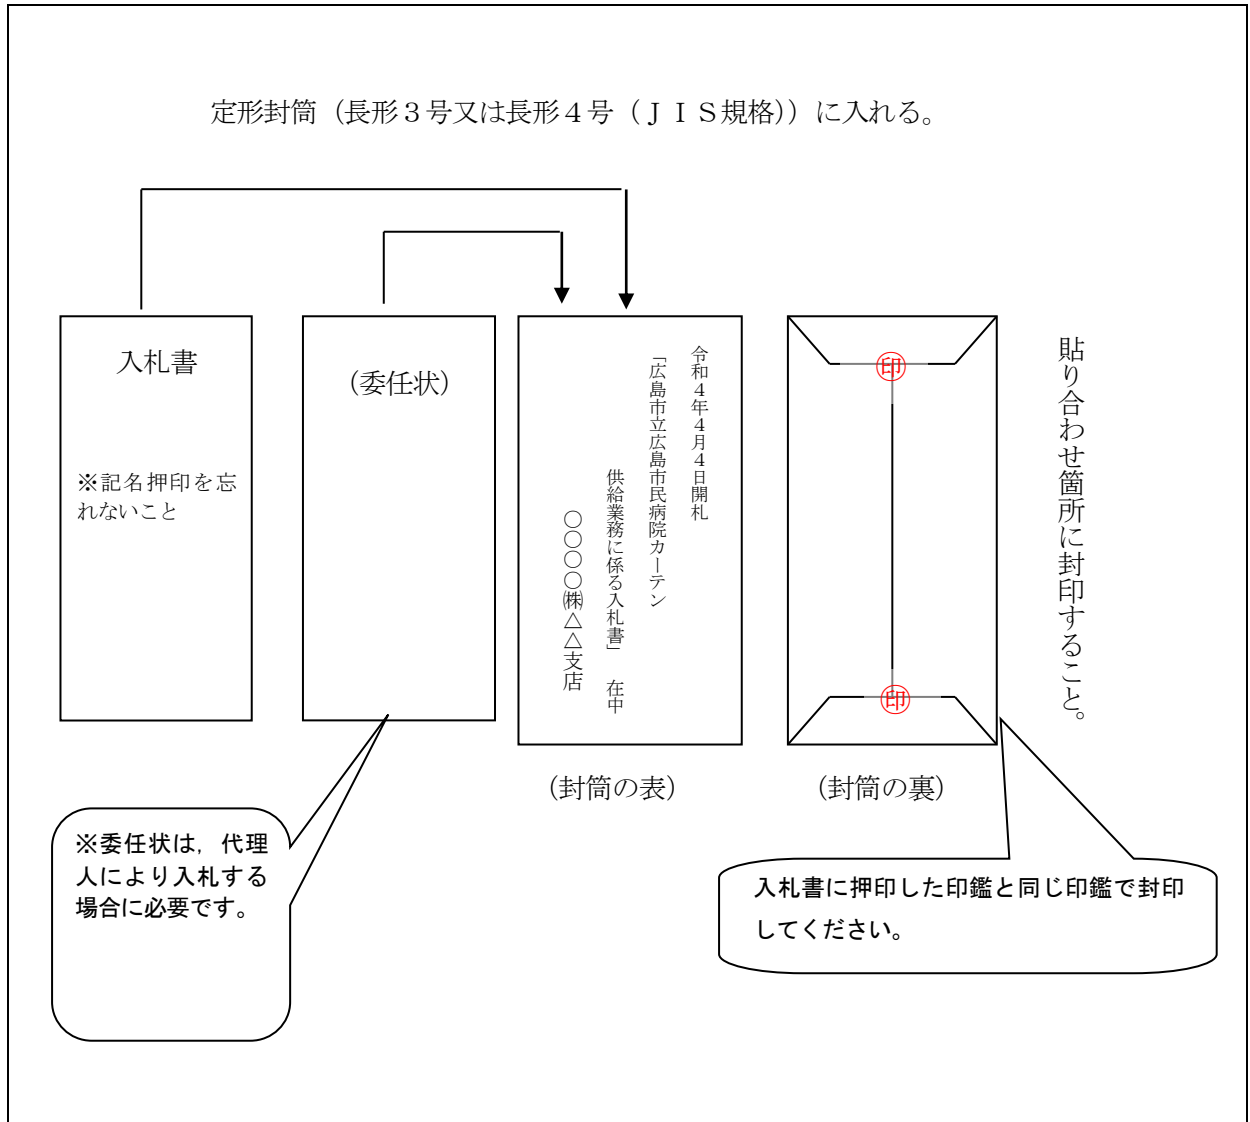 定形封筒（長形３号又は長形４号（ＪＩＳ規格））に入れる。
入札書
※記名押印を忘
れないこと
（委任状）
令和４年４月４日開札
「広島市立広島市民病院カーテン
供給業務に係る入札書」　在中
〇〇〇〇㈱△△支店
印
印
貼り合わせ箇所に封印すること。
（封筒の表）
（封筒の裏）
※委任状は，代理
人により入札する
場合に必要です。
入札書に押印した印鑑と同じ印鑑で封印
してください。